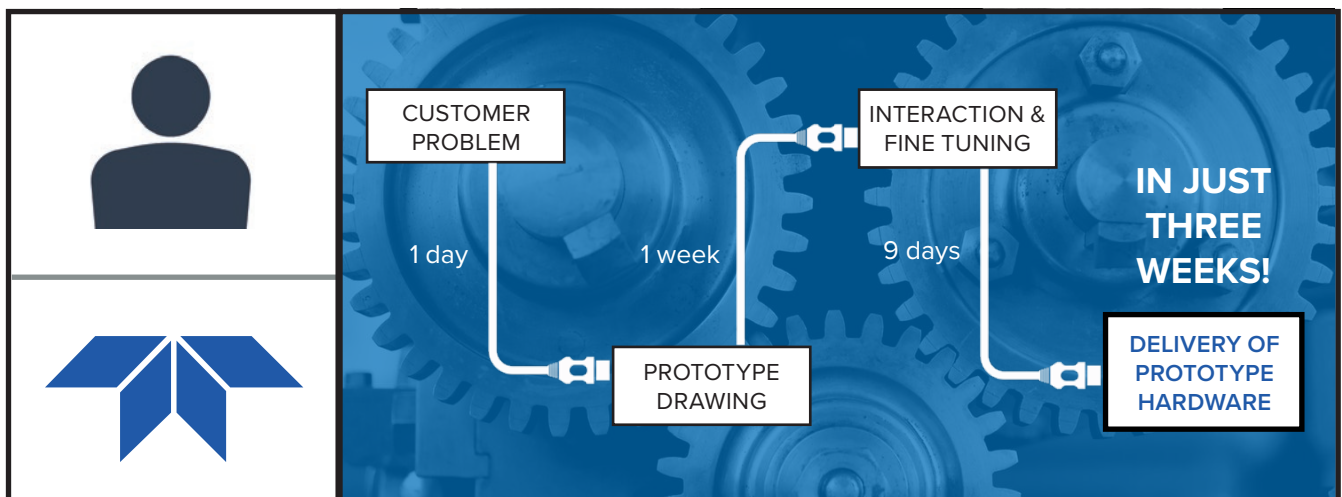 CUSTOMER
PROBLEM
1 day
PROTOTYPE
DRAWING
1 week
INTERACTION &
FINE TUNING
9 days
IN JUST
THREE
WEEKS!
DELIVERY OF
PROTOTYPE
HARDWARE